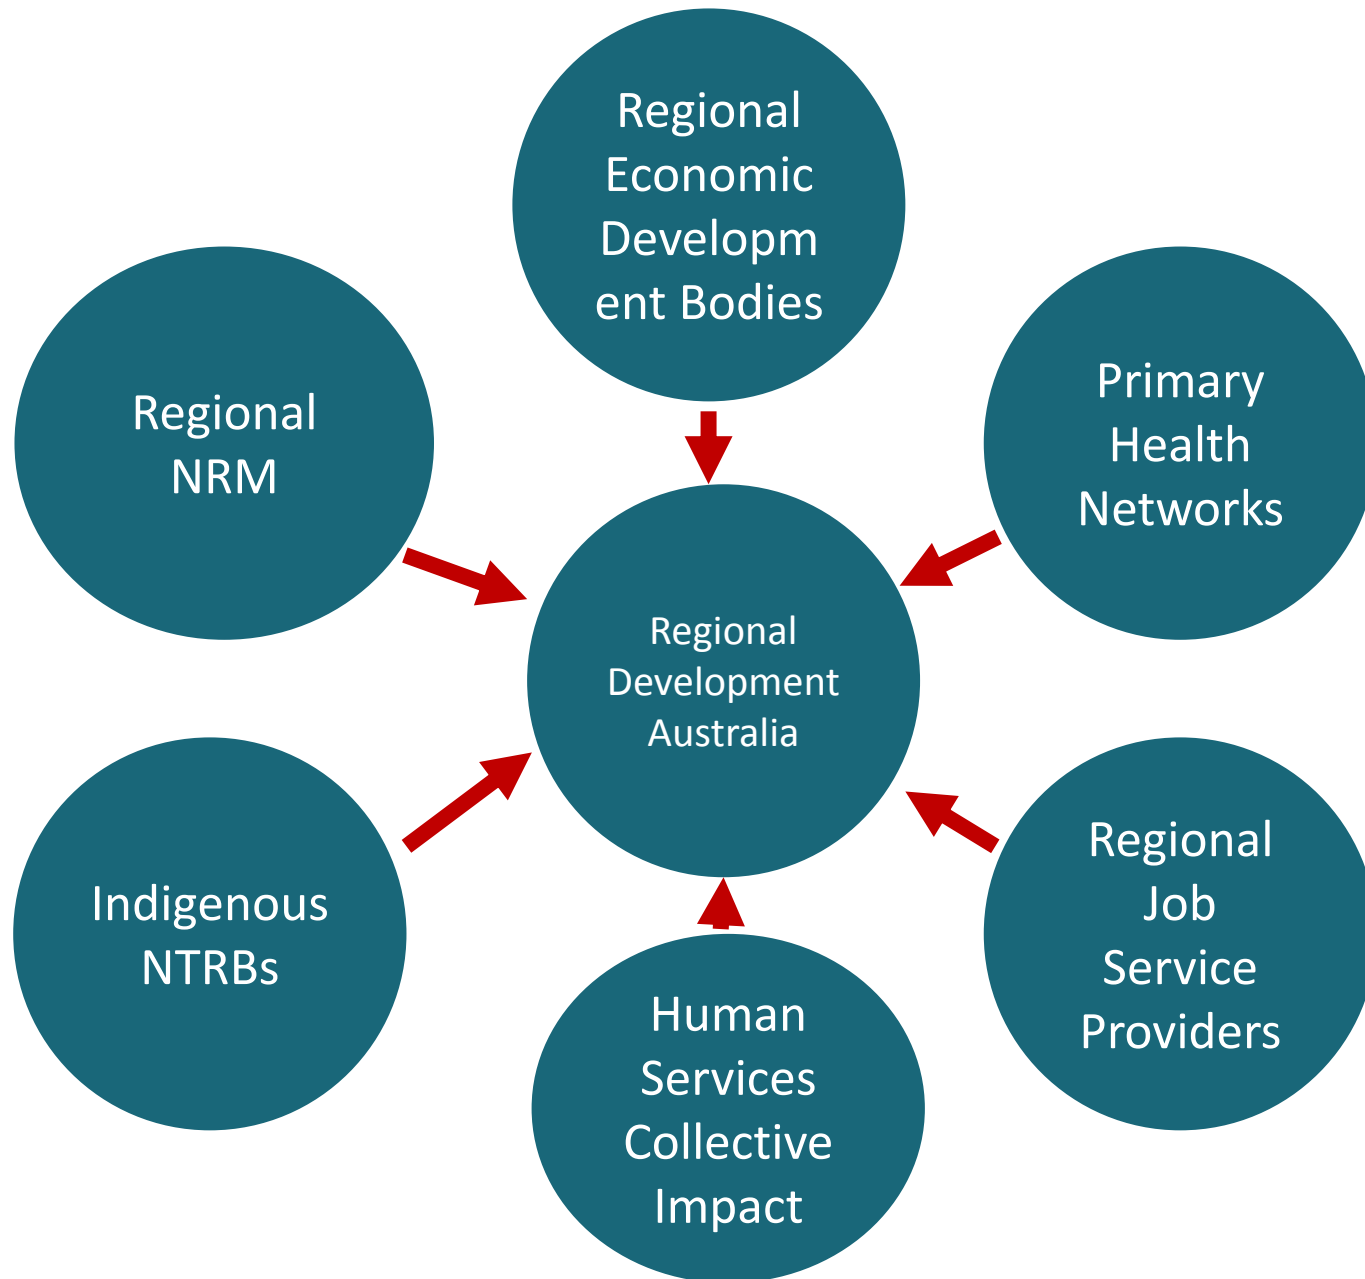 Regional
Economic
Developm
ent Bodies
Regional
NRM
Primary
Health
Networks
Regional
Development
Australia
Indigenous
NTRBs
Regional
Job
Service
Providers
Human
Services
Collective
Impact